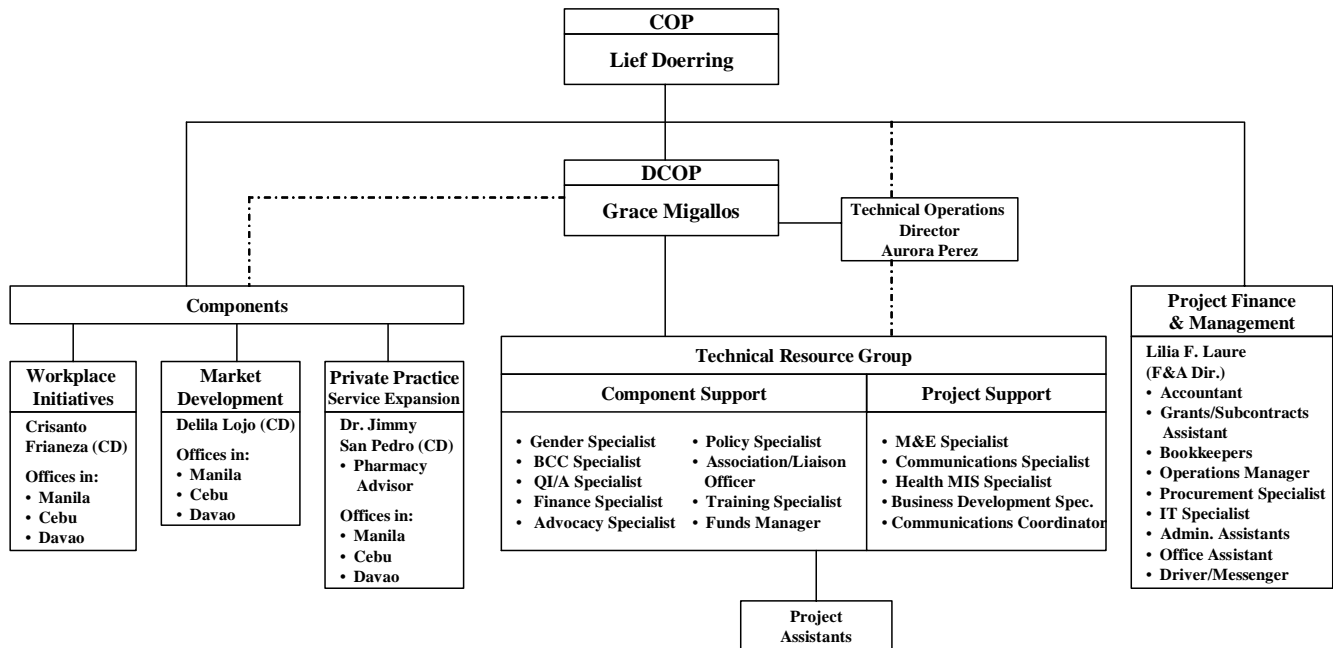 COP
Lief Doerring
DCOP
Grace Migallos
Technical Operations
Director
Aurora Perez
Components
Workplace
Initiatives
Crisanto
Frianeza (CD)
Offices in:
• Manila
• Cebu
• Davao
Market
Development
Delila Lojo (CD)
Offices in:
• Manila
• Cebu
• Davao
Private Practice
Service Expansion
Dr. Jimmy
San Pedro (CD)
• Pharmacy
Advisor
Offices in:
• Manila
• Cebu
• Davao
Technical Resource Group
Component Support
• Gender Specialist
• BCC Specialist
• QI/A Specialist
• Finance Specialist
• Advocacy Specialist
• Policy Specialist
• Association/Liaison
Officer
• Training Specialist
• Funds Manager
Project Support
• M&E Specialist
• Communications Specialist
• Health MIS Specialist
• Business Development Spec.
• Communications Coordinator
Project
Assistants
Project Finance
& Management
Lilia F. Laure
(F&A Dir.)
• Accountant
• Grants/Subcontracts
Assistant
• Bookkeepers
• Operations Manager
• Procurement Specialist
• IT Specialist
• Admin. Assistants
• Office Assistant
• Driver/Messenger